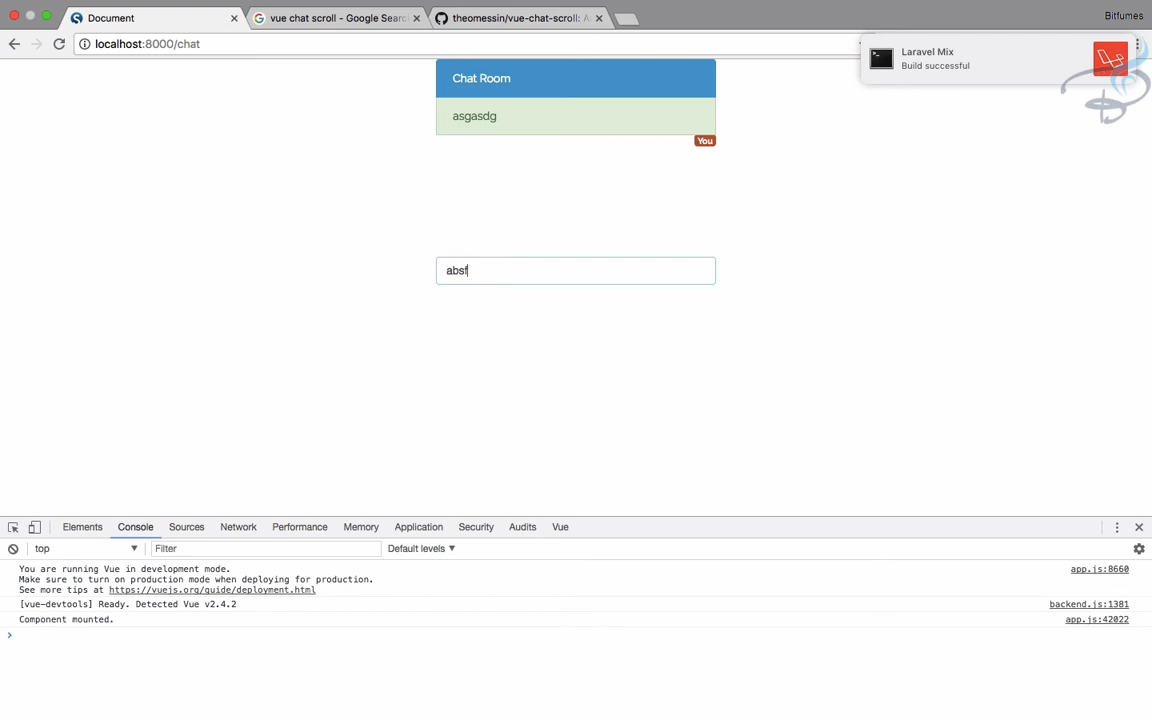 Document
vue chat scroll - Google Searc
theomessin/vue-chat-scroll: A
Bitfumes
localhost:8000/chat
Laravel Mix
Build successful
Chat Room
asgasdg
You
absf
Elements Console Sources Network Performance Memory Application Security Audits Vue
top Filter Default levels
You are running Vue in development mode. app.js:8660
Make sure to turn on production mode when deploying for production.
See more tips at https://vuejs.org/guide/deployment.html
[vue-devtools] Ready. Detected Vue v2.4.2 backend.js:1381
Component mounted. app.js:42022